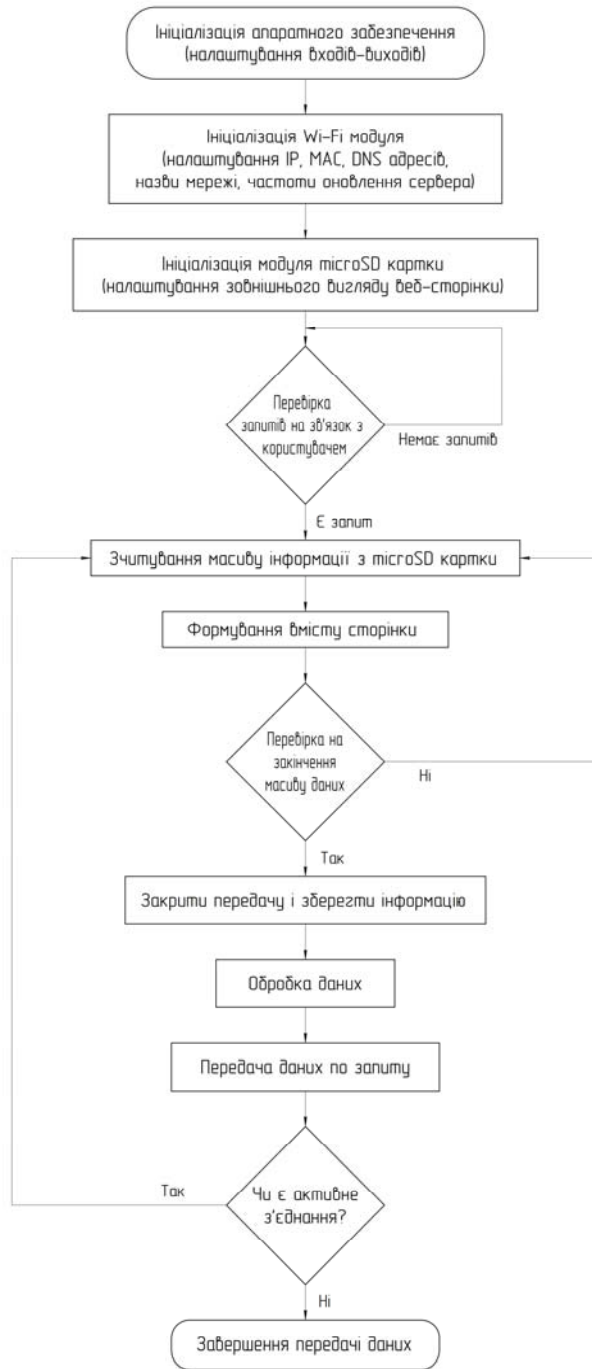 Ініціалізація апаратного забезпечення
(налаштування входів-виходів)
Ініціалізація Wi-Fi модуля
(налаштування IP, MAC, DNS адресів,
назви мережі, частоти оновлення сервера)
Ініціалізація модуля microSD картки
(налаштування зовнішнього вигляду веб-сторінки)
Перевірка
запитів на зв'язок з
користувачем
Немає запитів
Є запит
Зчитування масиву інформації з microSD картки
Формування вмісту сторінки
Перевірка на
закінчення
масиву даних
Ні
Так
Закрити передачу і зберегти інформацію
Обробка даних
Передача даних по запиту
Так
Чи є активне
з'єднання?
Ні
Завершення передачі даних